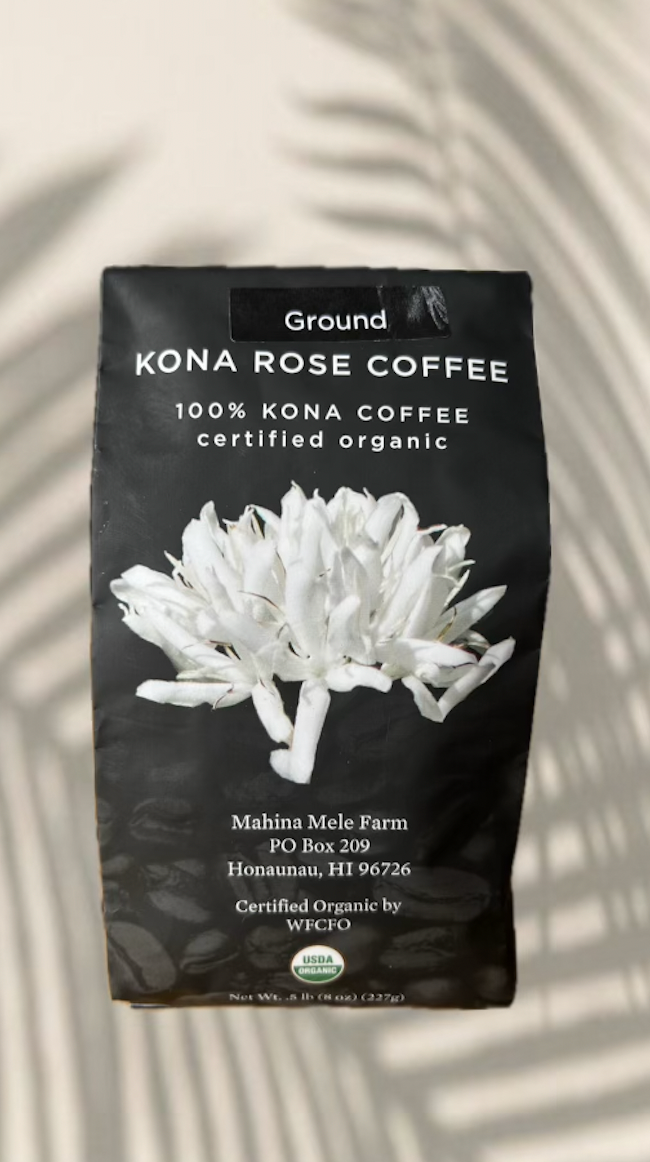 Ground
KONA ROSE COFFEE
100% KONA COFFEE
certified organic
Mahina Mele Farm
PO Box 209
Honaunau, HI 96726
Certified Organic by
WFCFO
USDA
ORGANIC
Net Wt. .5 lb (8 oz) (227g)